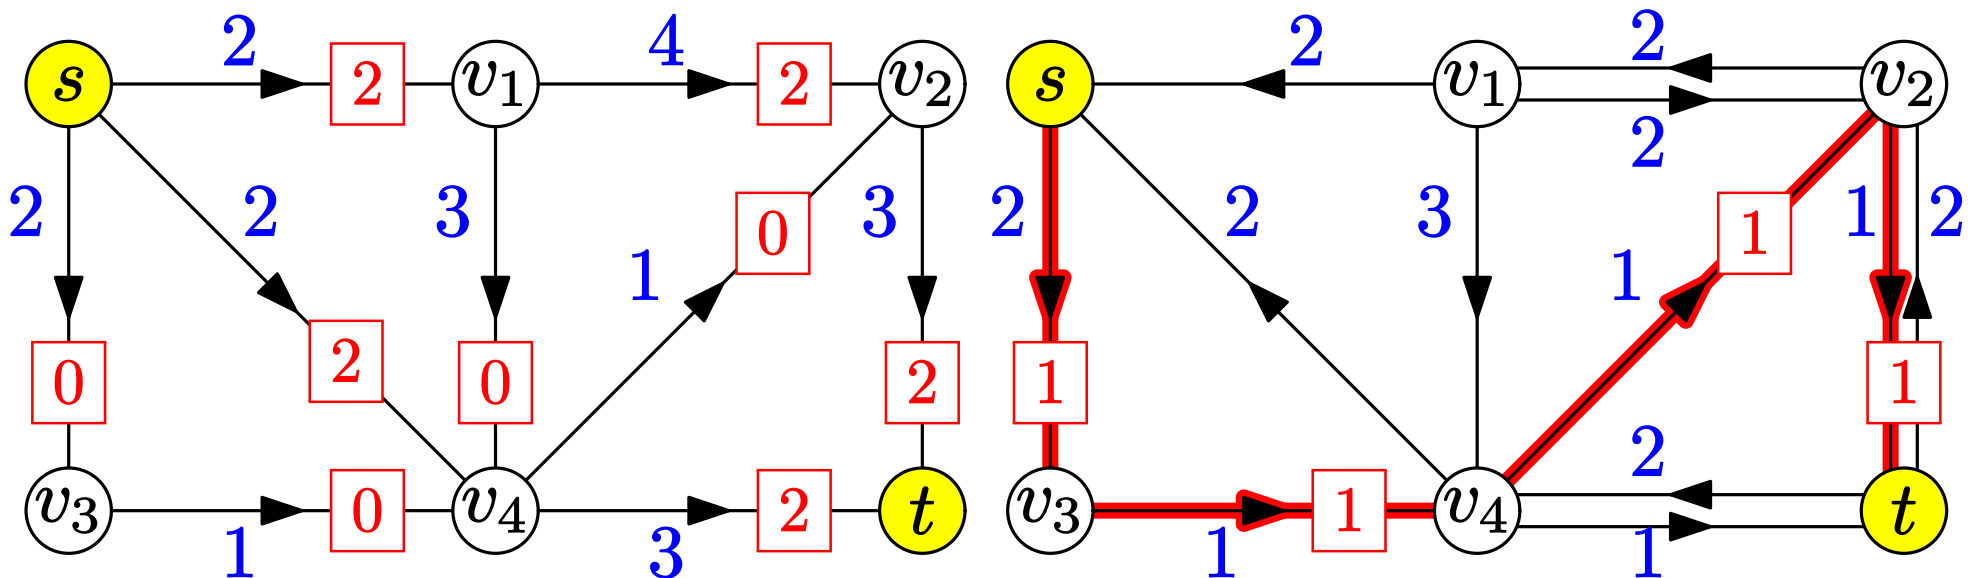 2 4 2 2
s 2 v1 2 v2 s v1 v2
2
2 2 3 3 2 2 3 1 2
0 1
1 1
0 2 0 2 1 1
2
v3 0 v4 2 t v3 1 v4 t
1 3 1 1